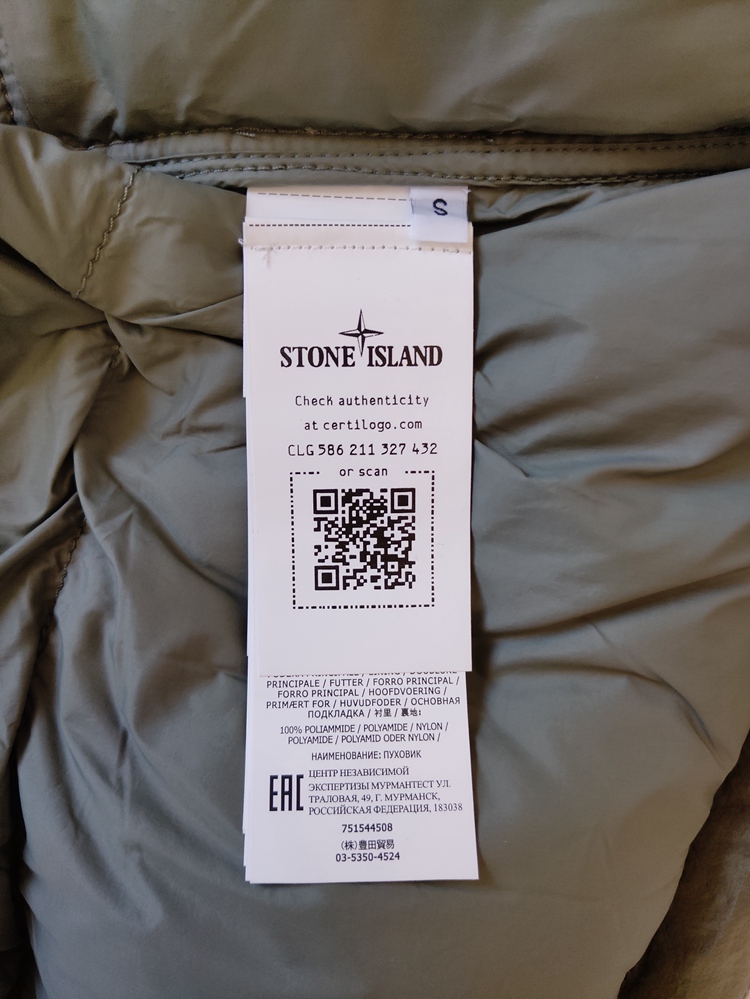 S
STONE ISLAND
Check authenticity
at certilogo.com
CLG 586 211 327 432
or scan
PRINCIPALE / FUTTER / FORRO PRINCIPAL /
FORRO PRINCIPAL / HOOFDVOERING /
PRIMÆRT FOR / HUVUDFODER / ОСНОВНАЯ
ПОДКЛАДКА / 衬里 / 裏地:
100% POLIAMMIDE / POLYAMIDE / NYLON /
POLYAMIDE / POLYAMID ODER NYLON /
НАИМЕНОВАНИЕ: ПУХОВИК
EAC
ЦЕНТР НЕЗАВИСИМОЙ
ЭКСПЕРТИЗЫ МУРМАНТЕСТ УЛ.
ТРАЛОВАЯ, 49, Г. МУРМАНСК,
РОССИЙСКАЯ ФЕДЕРАЦИЯ, 183038
751544508
(株)豊田貿易
03-5350-4524